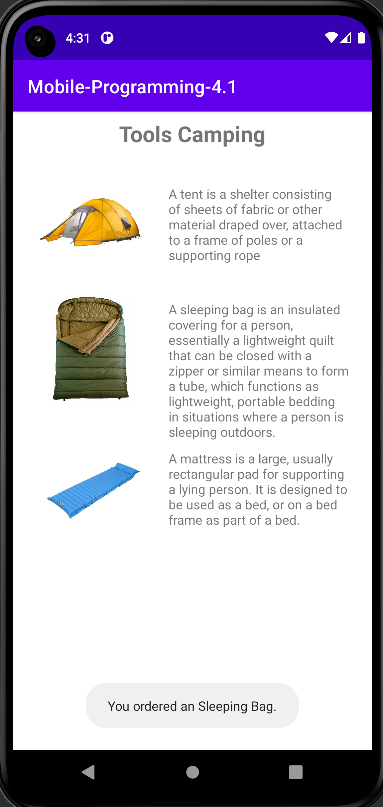 4:31
Mobile-Programming-4.1
Tools Camping
A tent is a shelter consisting
of sheets of fabric or other
material draped over, attached
to a frame of poles or a
supporting rope
A sleeping bag is an insulated
covering for a person,
essentially a lightweight quilt
that can be closed with a
zipper or similar means to form
a tube, which functions as
lightweight, portable bedding
in situations where a person is
sleeping outdoors.
A mattress is a large, usually
rectangular pad for supporting
a lying person. It is designed to
be used as a bed, or on a bed
frame as part of a bed.
You ordered an Sleeping Bag.